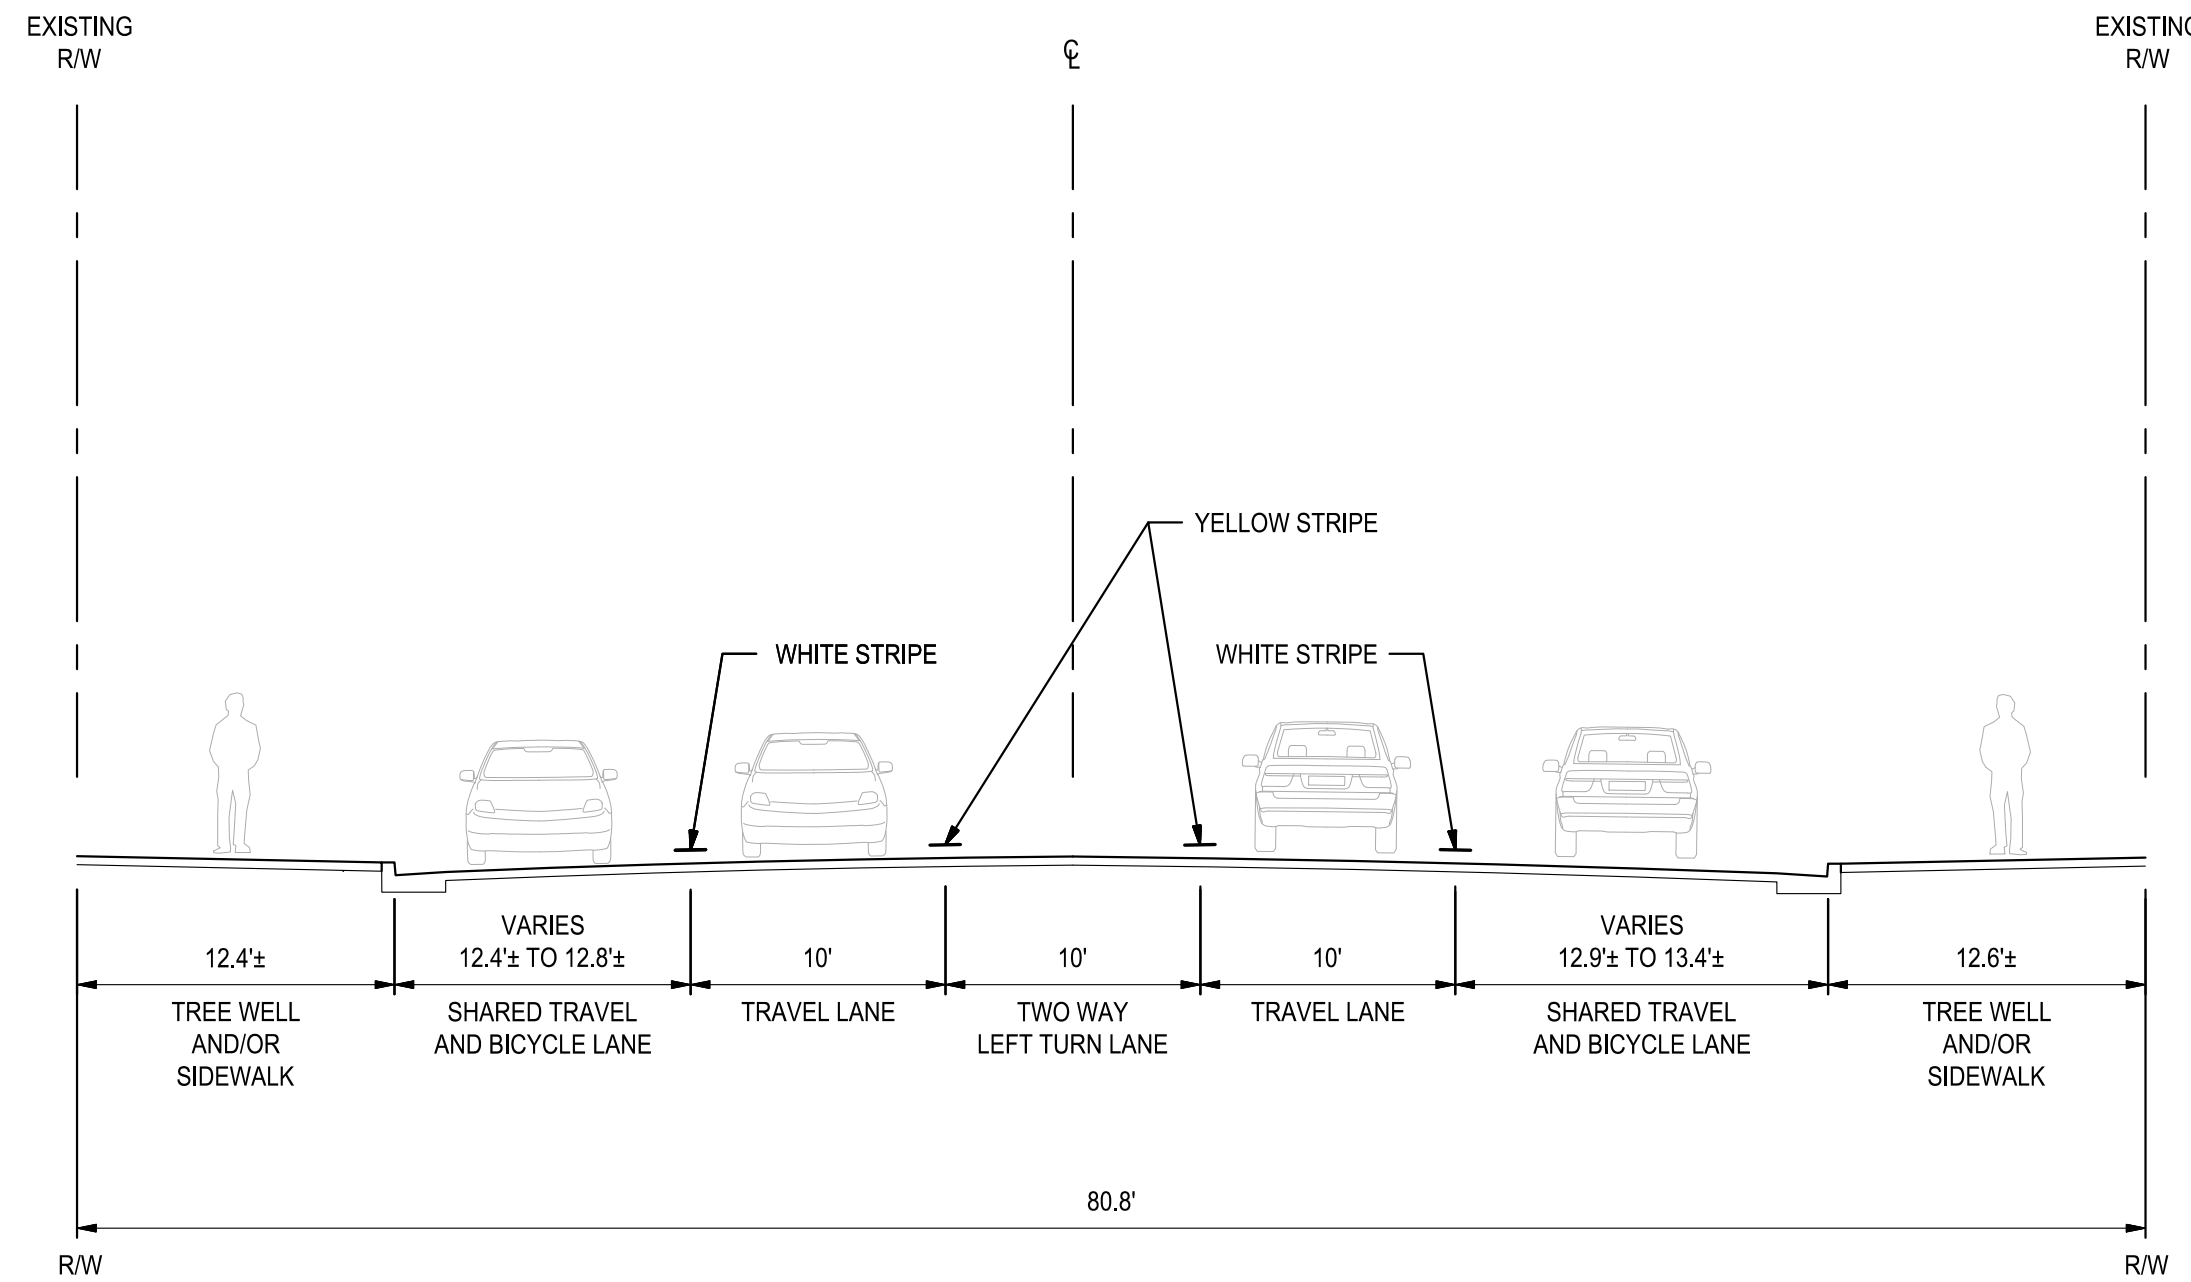 EXISTING
R/W
℄
EXISTING
R/W
YELLOW STRIPE
WHITE STRIPE
WHITE STRIPE
12.4'±
VARIES
12.4'± TO 12.8'±
10'
10'
10'
VARIES
12.9'± TO 13.4'±
12.6'±
TREE WELL
AND/OR
SIDEWALK
SHARED TRAVEL
AND BICYCLE LANE
TRAVEL LANE
TWO WAY
LEFT TURN LANE
TRAVEL LANE
SHARED TRAVEL
AND BICYCLE LANE
TREE WELL
AND/OR
SIDEWALK
80.8'
R/W
R/W